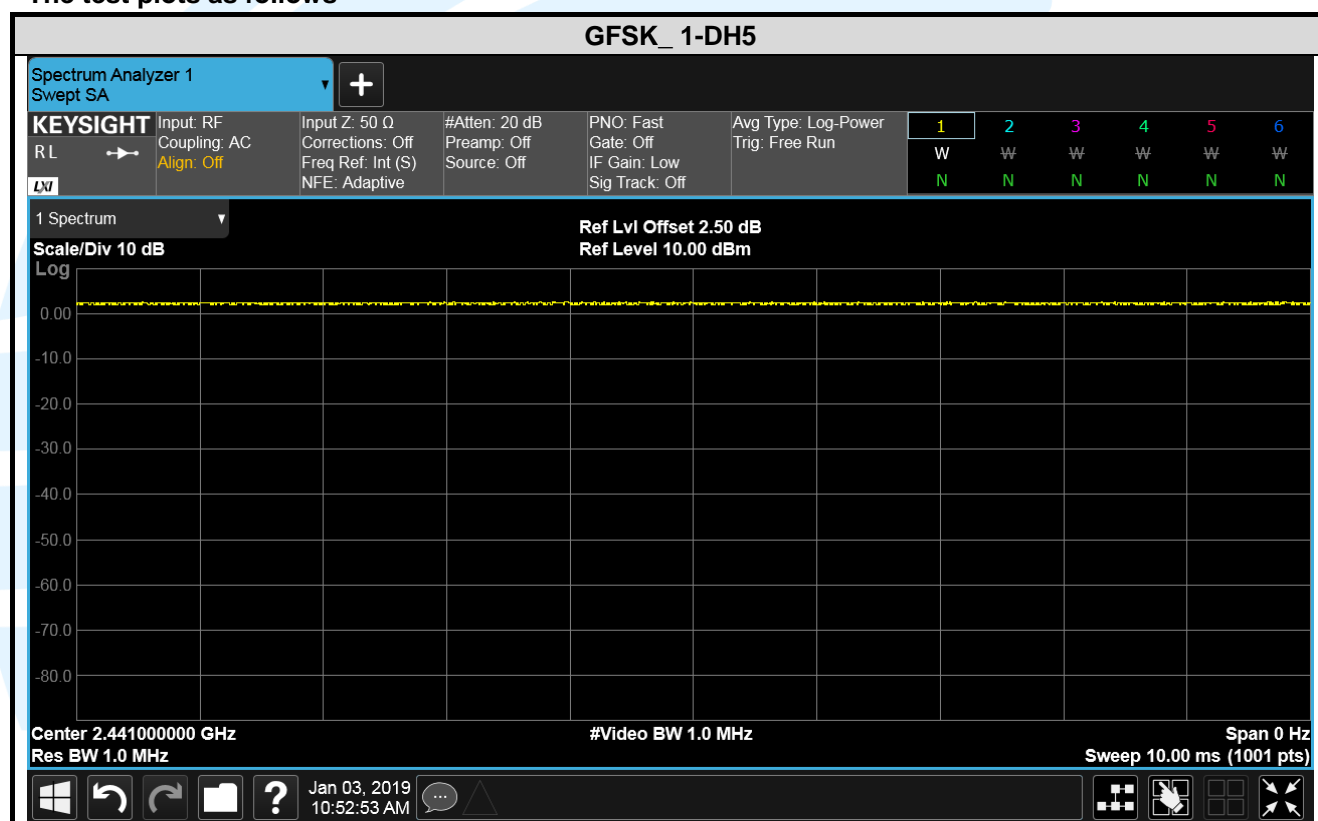 The test plots as follows
GFSK_ 1-DH5
Spectrum Analyzer 1
Swept SA
KEYSIGHT
RL
LXI
Input: RF
Coupling: AC
Align: Off
Input Z: 50 Ω
Corrections: Off
Freq Ref: Int (S)
NFE: Adaptive
#Atten: 20 dB
Preamp: Off
Source: Off
PNO: Fast
Gate: Off
IF Gain: Low
Sig Track: Off
Avg Type: Log-Power
Trig: Free Run
1 2 3 4 5 6
W W W W W W
N N N N N N
1 Spectrum
Scale/Div 10 dB
Ref Lvl Offset 2.50 dB
Ref Level 10.00 dBm
Log
0.00
-10.0
-20.0
-30.0
-40.0
-50.0
-60.0
-70.0
-80.0
Center 2.441000000 GHz
Res BW 1.0 MHz
#Video BW 1.0 MHz
Span 0 Hz
Sweep 10.00 ms (1001 pts)
?
Jan 03, 2019
10:52:53 AM